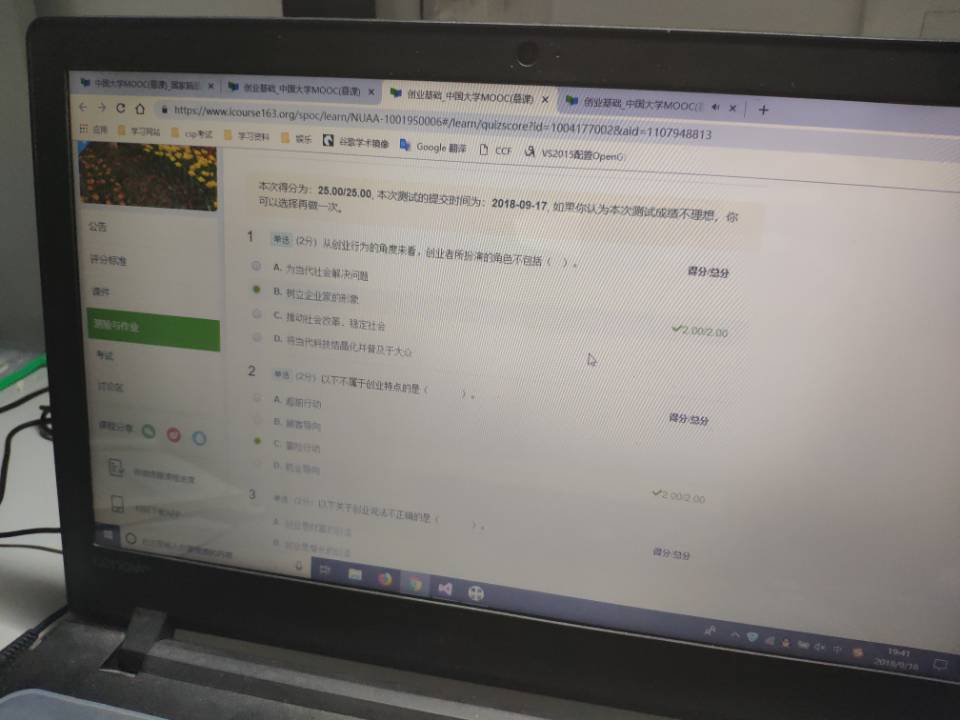 中国大学MOOC(慕课)_国家精品
创业基础_中国大学MOOC(慕课)
创业基础_中国大学MOOC(慕课)
创业基础_中国大学MOOC(
https://www.icourse163.org/spoc/learn/NUAA-1001950006#/learn/quizscore?id=1004177002&aid=1107948813
应用 学习网站 csp考试 学习资料 娱乐 谷歌学术镜像 Google 翻译 CCF VS2015配置OpenG
本次得分为：25.00/25.00, 本次测试的提交时间为：2018-09-17, 如果你认为本次测试成绩不理想，你
可以选择再做一次。
公告
评分标准
课件
测验与作业
考试
讨论区
课程分享
1 单选 (2分) 从创业行为的角度来看，创业者所扮演的角色不包括（ ）。
得分/总分
A. 为当代社会解决问题
B. 树立企业家的形象
C. 推动社会改革、稳定社会
2.00/2.00
D. 将当代科技结晶化并普及于大众
2 单选 (2分) 以下不属于创业特点的是（ ）。
得分/总分
A. 超前行动
B. 顾客导向
C. 冒险行动
D. 机会导向
2.00/2.00
3 单选 (2分) 以下关于创业说法不正确的是（ ）。
得分/总分
A.
B.
19:41
2018/9/18